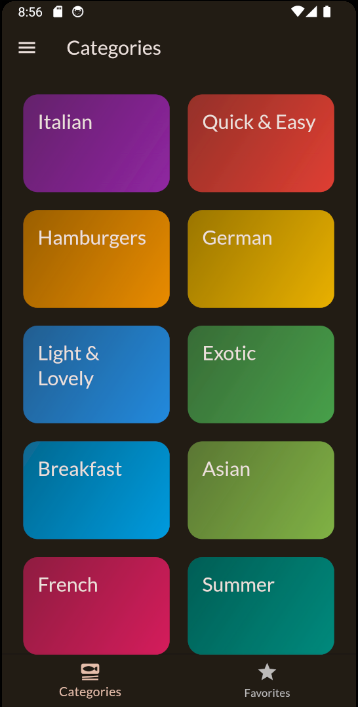 8:56
Categories
Italian
Quick & Easy
Hamburgers
German
Light &
Lovely
Exotic
Breakfast
Asian
French
Summer
Categories
Favorites